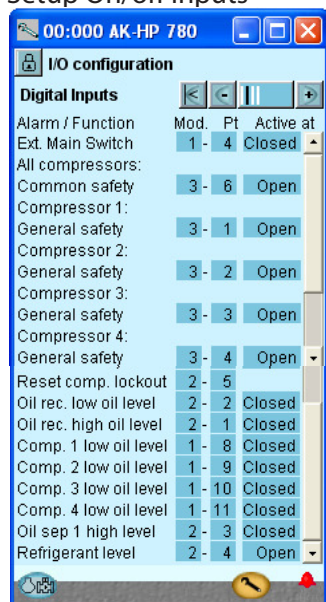 Setup On/off inputs
00:000 AK-HP 780
I/O configuration
Digital Inputs
Alarm / Function Mod. Pt Active at
Ext. Main Switch 1 - 4 Closed
All compressors:
Common safety 3 - 6 Open
Compressor 1:
General safety 3 - 1 Open
Compressor 2:
General safety 3 - 2 Open
Compressor 3:
General safety 3 - 3 Open
Compressor 4:
General safety 3 - 4 Open
Reset comp. lockout 2 - 5
Oil rec. low oil level 2 - 2 Closed
Oil rec. high oil level 2 - 1 Closed
Comp. 1 low oil level 1 - 8 Closed
Comp. 2 low oil level 1 - 9 Closed
Comp. 3 low oil level 1 - 10 Closed
Comp. 4 low oil level 1 - 11 Closed
Oil sep 1 high level 2 - 3 Closed
Refrigerant level 2 - 4 Open